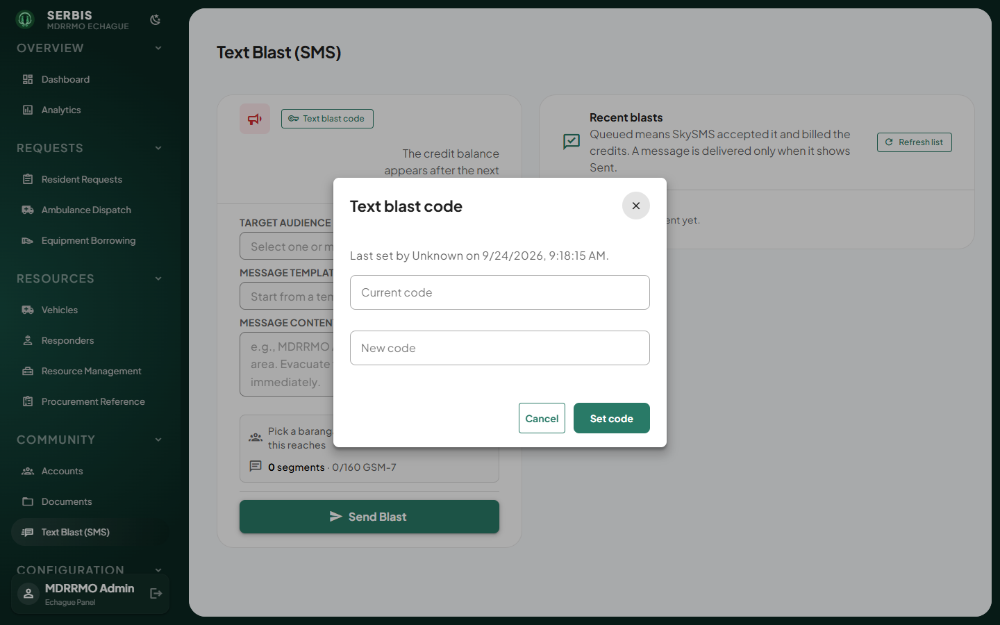 SERBIS
MDRRMO ECHAGUE
OVERVIEW
Dashboard
Analytics
REQUESTS
Resident Requests
Ambulance Dispatch
Equipment Borrowing
RESOURCES
Vehicles
Responders
Resource Management
Procurement Reference
COMMUNITY
Accounts
Documents
Text Blast (SMS)
CONFIGURATION
MDRRMO Admin
Echague Panel
Text Blast (SMS)
Text blast code
The credit balance
appears after the next
TARGET AUDIENCE
Select one or m
MESSAGE TEMPLAT
Start from a tem
MESSAGE CONTENT
e.g., MDRRMO
area. Evacuate
immediately.
Pick a baranga
this reaches
0 segments · 0/160 GSM-7
Send Blast
Recent blasts
Queued means SkySMS accepted it and billed the
credits. A message is delivered only when it shows
Sent.
Refresh list
ent yet.
Text blast code
Last set by Unknown on 9/24/2026, 9:18:15 AM.
Current code
New code
Cancel
Set code